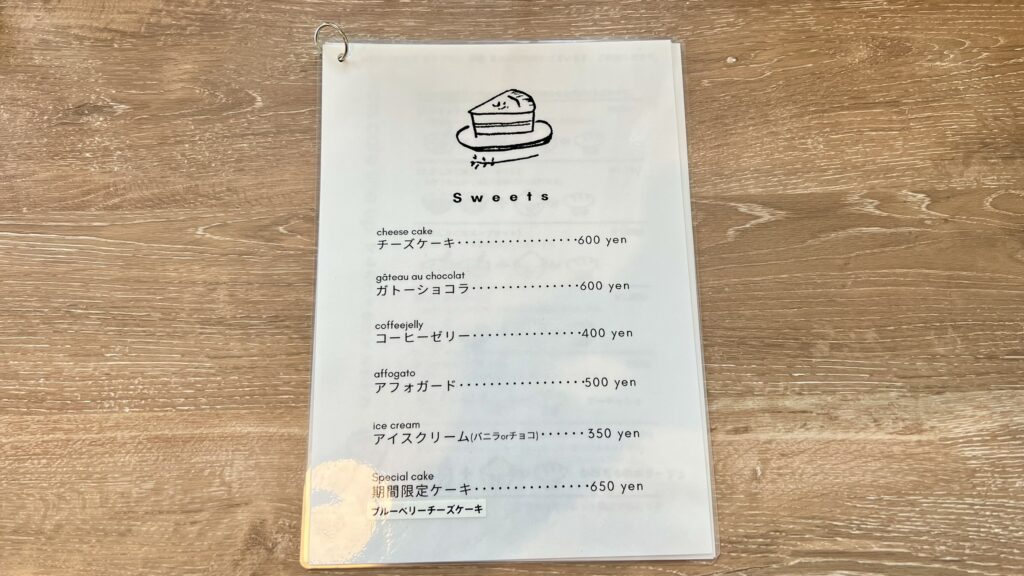 Sweets
cheese cake
チーズケーキ··················600 yen
gâteau au chocolat
ガトーショコラ···············600 yen
coffeejelly
コーヒーゼリー···············400 yen
affogato
アフォガード·················500 yen
ice cream
アイスクリーム(バニラorチョコ)······350 yen
Special cake
期間限定ケーキ················650 yen
ブルーベリーチーズケーキ